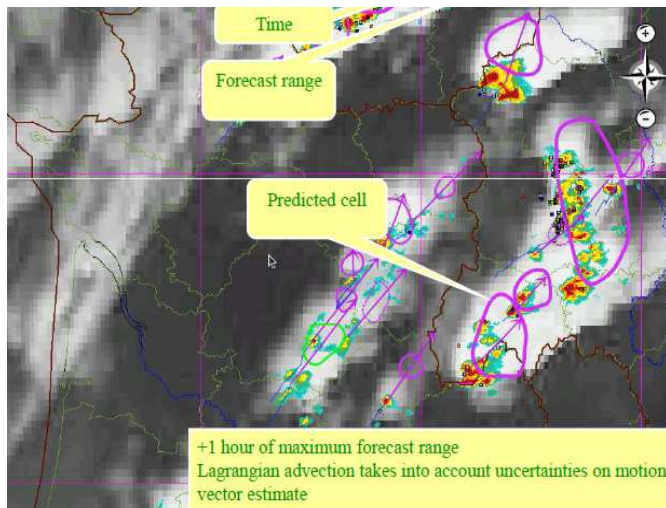 Time
Forecast range
Predicted cell
+1 hour of maximum forecast range
Lagrangian advection takes into account uncertainties on motion
vector estimate